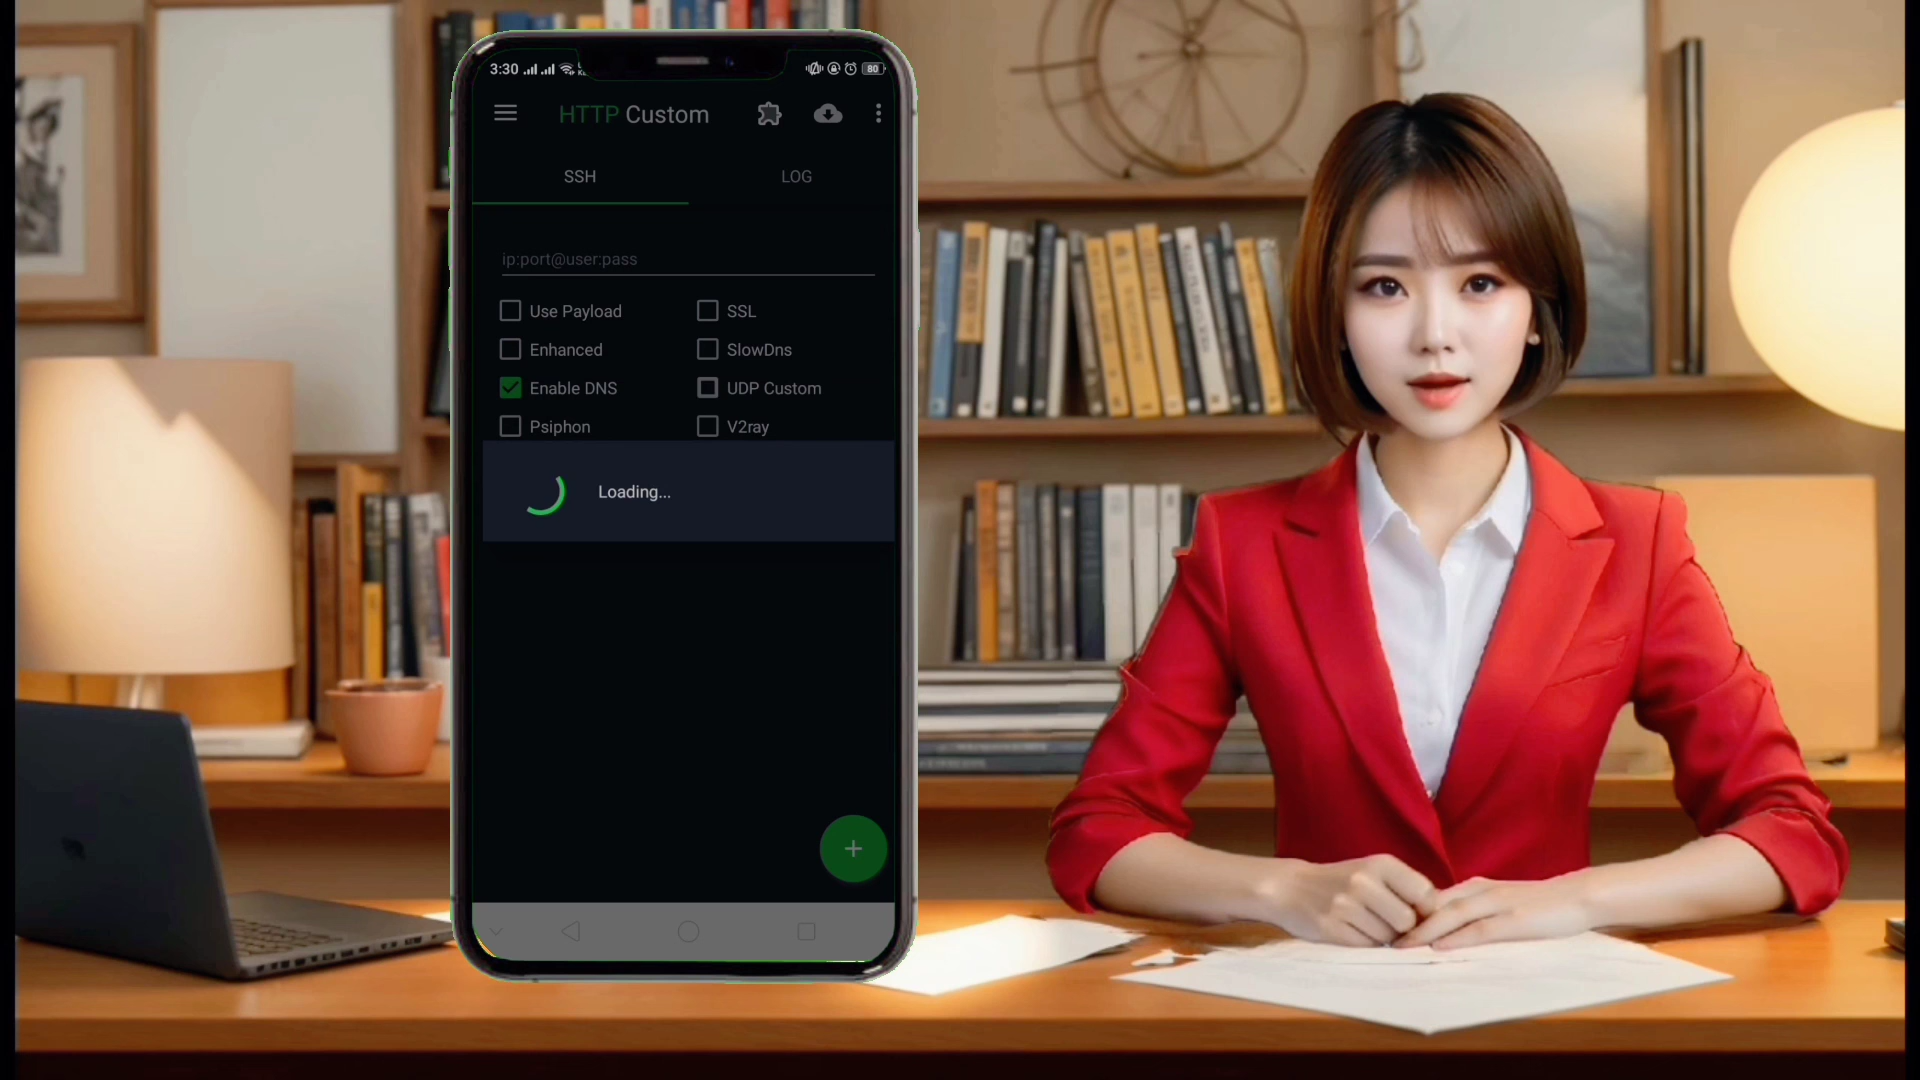 3:30
80
HTTP Custom
SSH LOG
ip:port@user:pass
Use Payload SSL
Enhanced SlowDns
Enable DNS UDP Custom
Psiphon V2ray
Loading...
+